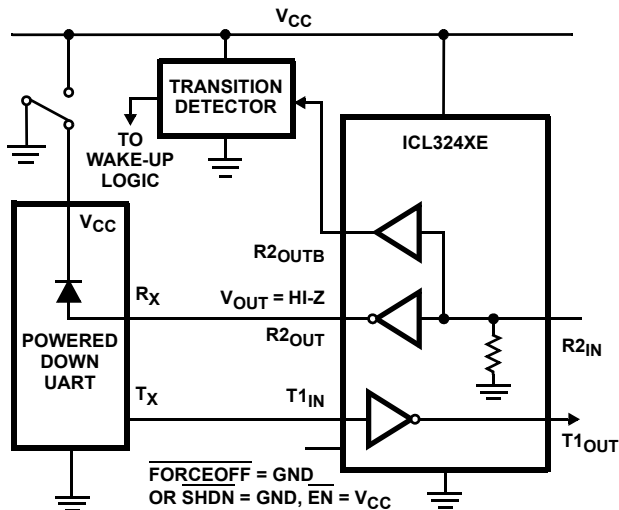 VCC
TRANSITION
DETECTOR
TO
WAKE-UP
LOGIC
ICL324XE
VCC
R2OUTB
RX
VOUT = HI-Z
R2OUT
R2IN
POWERED
DOWN
UART
TX
T1IN
T1OUT
FORCEOFF = GND
OR SHDN = GND, EN = VCC